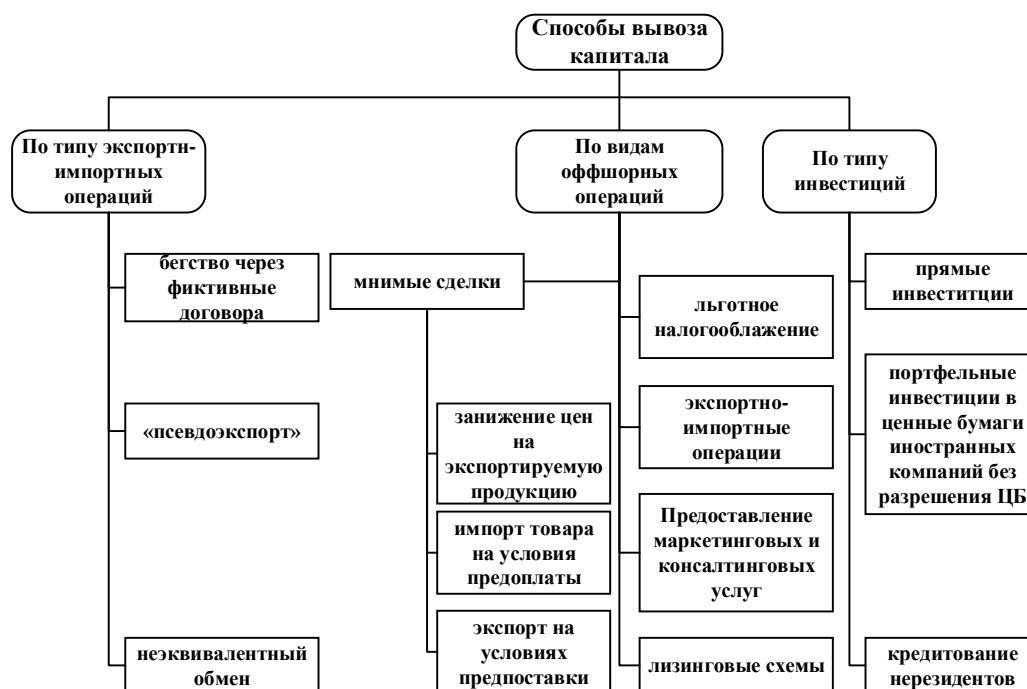 Способы вывоза
капитала
По типу экспортн-
импортных
операций
По видам
оффшорных
операций
По типу
инвестиций
бегство через
фиктивные
договора
«псевдоэкспорт»
неэквивалентный
обмен
мнимые сделки
занижение цен
на
экспортируемую
продукцию
импорт товара
на условия
предоплаты
экспорт на
условиях
предпоставки
льготное
налогооблажение
экспортно-
импортные
операции
Предоставление
маркетинговых и
консалтинговых
услуг
лизинговые схемы
прямые
инвеститции
портфельные
инвестиции в
ценные бумаги
иностранных
компаний без
разрешения ЦБ
кредитование
нерезидентов